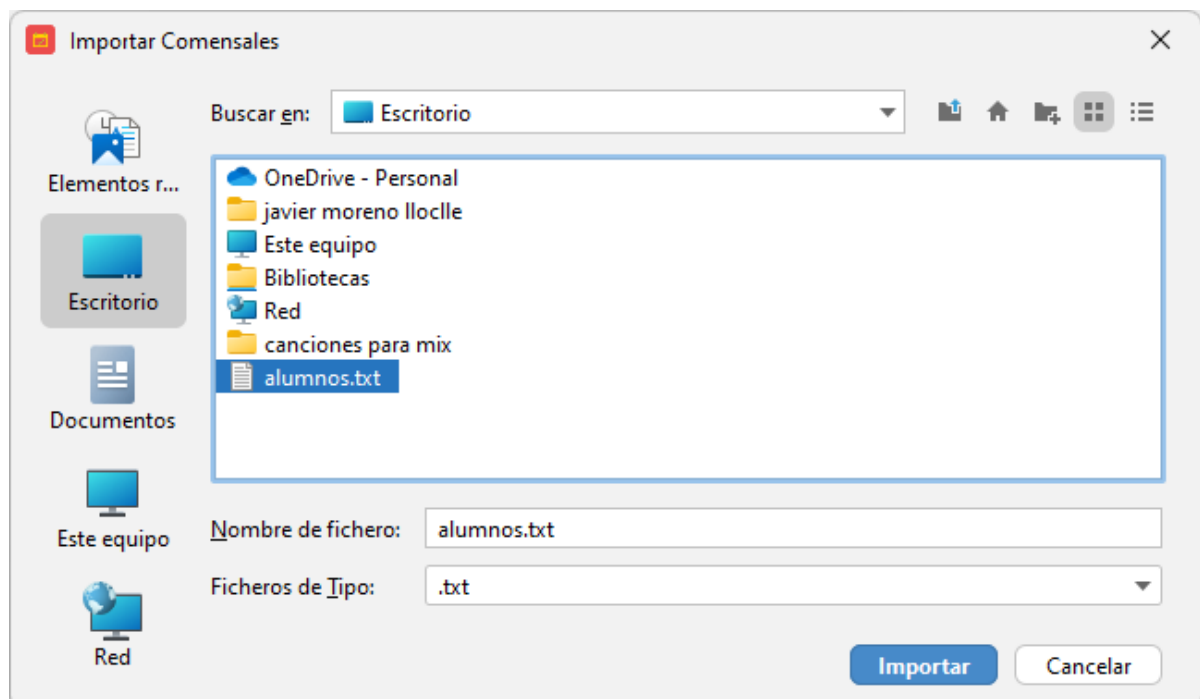 Importar Comensales
Buscar en:
Escritorio
Elementos r...
Escritorio
Documentos
Este equipo
Red
OneDrive - Personal
javier moreno lloclle
Este equipo
Bibliotecas
Red
canciones para mix
alumnos.txt
Nombre de fichero:
alumnos.txt
Ficheros de Tipo:
.txt
Importar
Cancelar